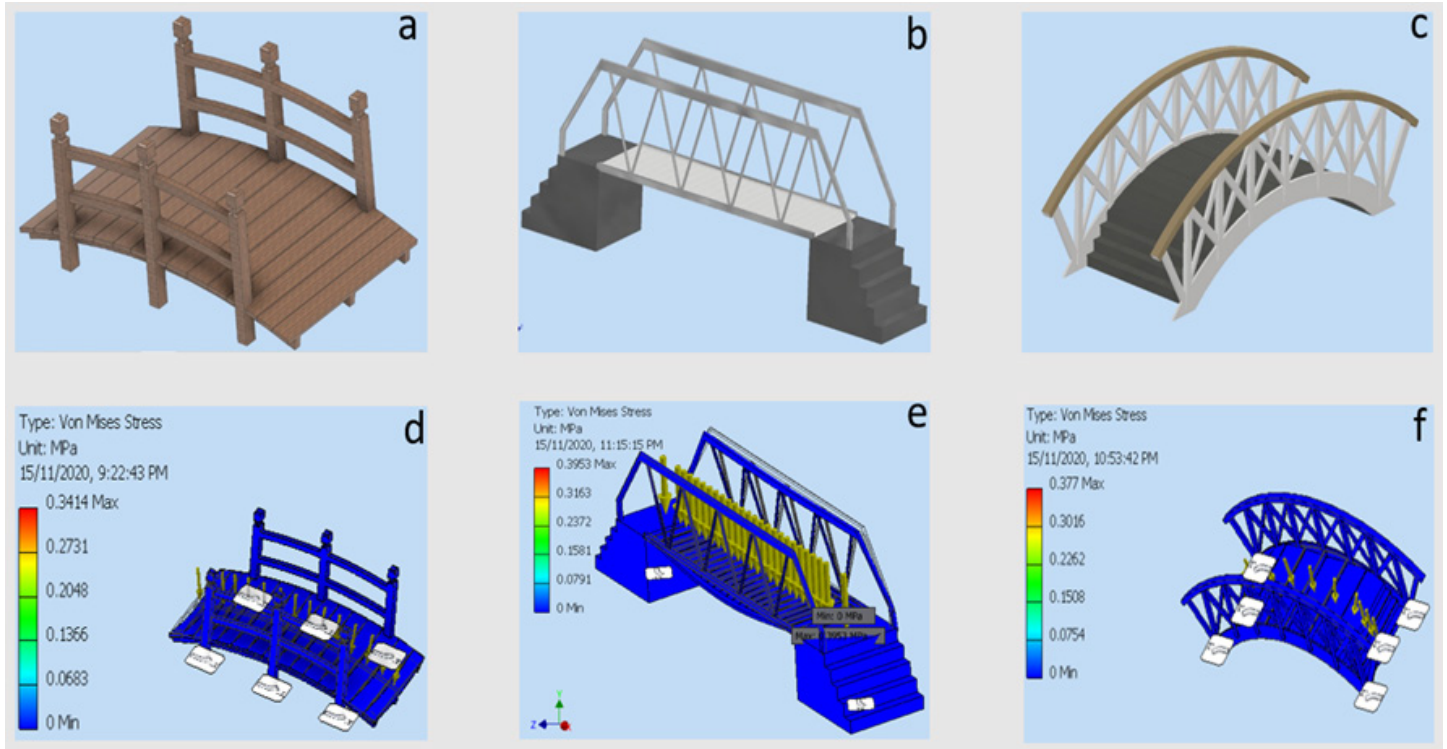 a
b
c
d
Type: Von Mises Stress
Unit: MPa
15/11/2020, 9:22:43 PM
0.3414 Max
0.2731
0.2048
0.1366
0.0683
0 Min
e
Type: Von Mises Stress
Unit: MPa
15/11/2020, 11:15:15 PM
0.3953 Max
0.3163
0.2372
0.1581
0.0791
0 Min
Min: 0 MPa
Max: 0.3953 MPa
Y
Z
f
Type: Von Mises Stress
Unit: MPa
15/11/2020, 10:53:42 PM
0.377 Max
0.3016
0.2262
0.1508
0.0754
0 Min